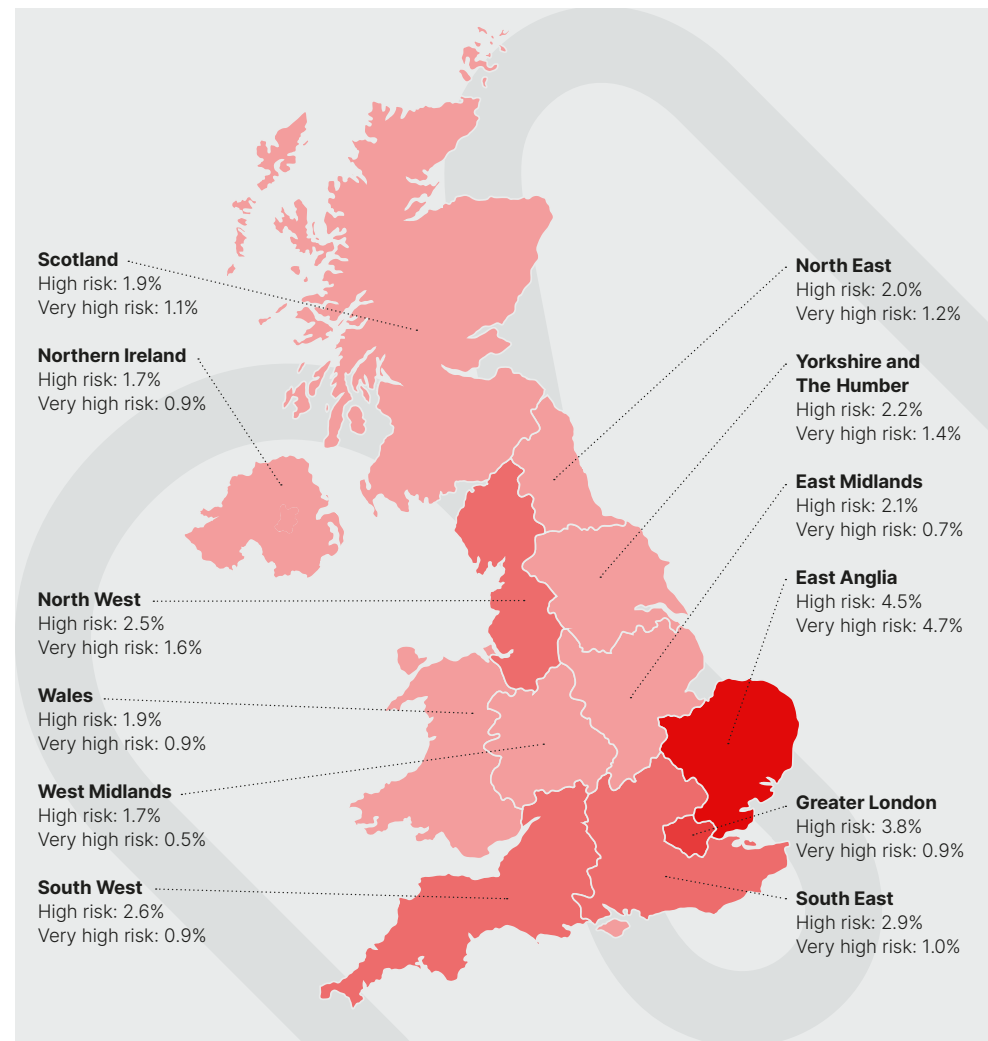 Scotland
High risk: 1.9%
Very high risk: 1.1%
Northern Ireland
High risk: 1.7%
Very high risk: 0.9%
North West
High risk: 2.5%
Very high risk: 1.6%
Wales
High risk: 1.9%
Very high risk: 0.9%
West Midlands
High risk: 1.7%
Very high risk: 0.5%
South West
High risk: 2.6%
Very high risk: 0.9%
North East
High risk: 2.0%
Very high risk: 1.2%
Yorkshire and
The Humber
High risk: 2.2%
Very high risk: 1.4%
East Midlands
High risk: 2.1%
Very high risk: 0.7%
East Anglia
High risk: 4.5%
Very high risk: 4.7%
Greater London
High risk: 3.8%
Very high risk: 0.9%
South East
High risk: 2.9%
Very high risk: 1.0%